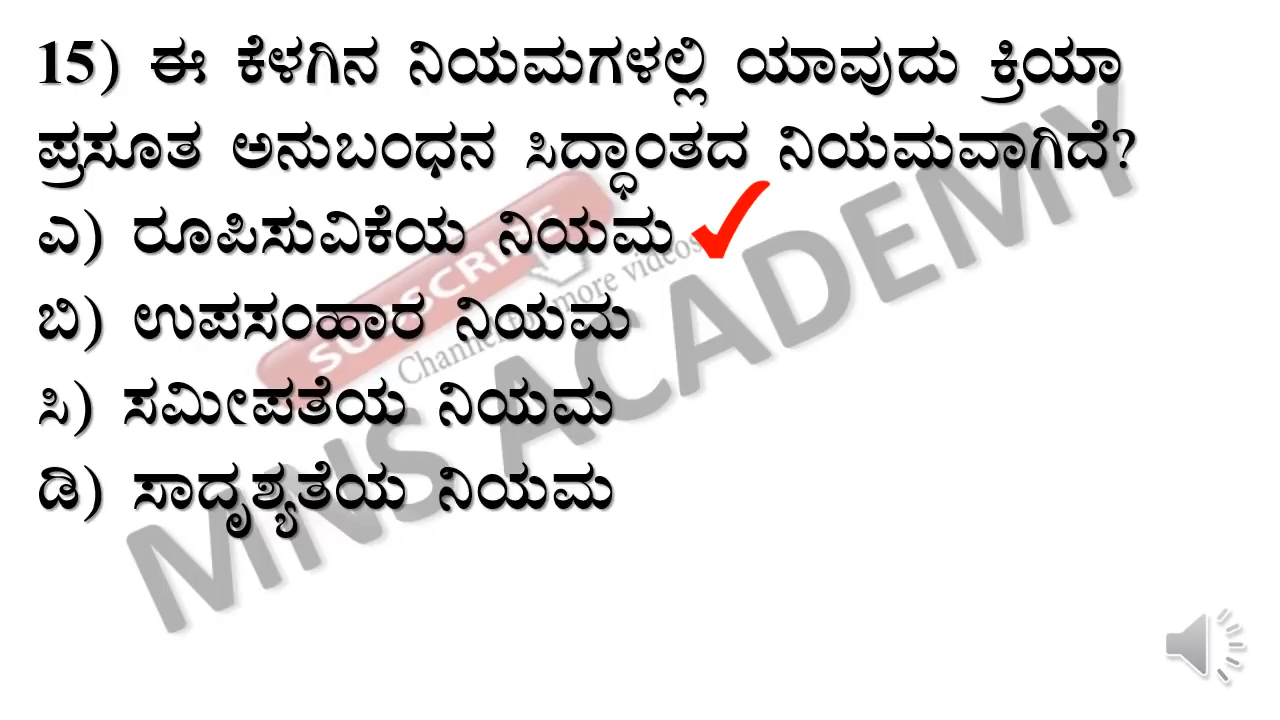 15) ಈ ಕೆಳಗಿನ ನಿಯಮಗಳಲ್ಲಿ ಯಾವುದು ಕ್ರಿಯಾ
ಪ್ರಸೂತ ಅನುಬಂಧನ ಸಿದ್ಧಾಂತದ ನಿಯಮವಾಗಿದೆ?
ಎ) ರೂಪಿಸುವಿಕೆಯ ನಿಯಮ
ಬಿ) ಉಪಸಂಹಾರ ನಿಯಮ
ಸಿ) ಸಮೀಪತೆಯ ನಿಯಮ
ಡಿ) ಸಾದೃಶ್ಯತೆಯ ನಿಯಮ
SUBSCRIBE
Channel for more videos
MNS ACADEMY